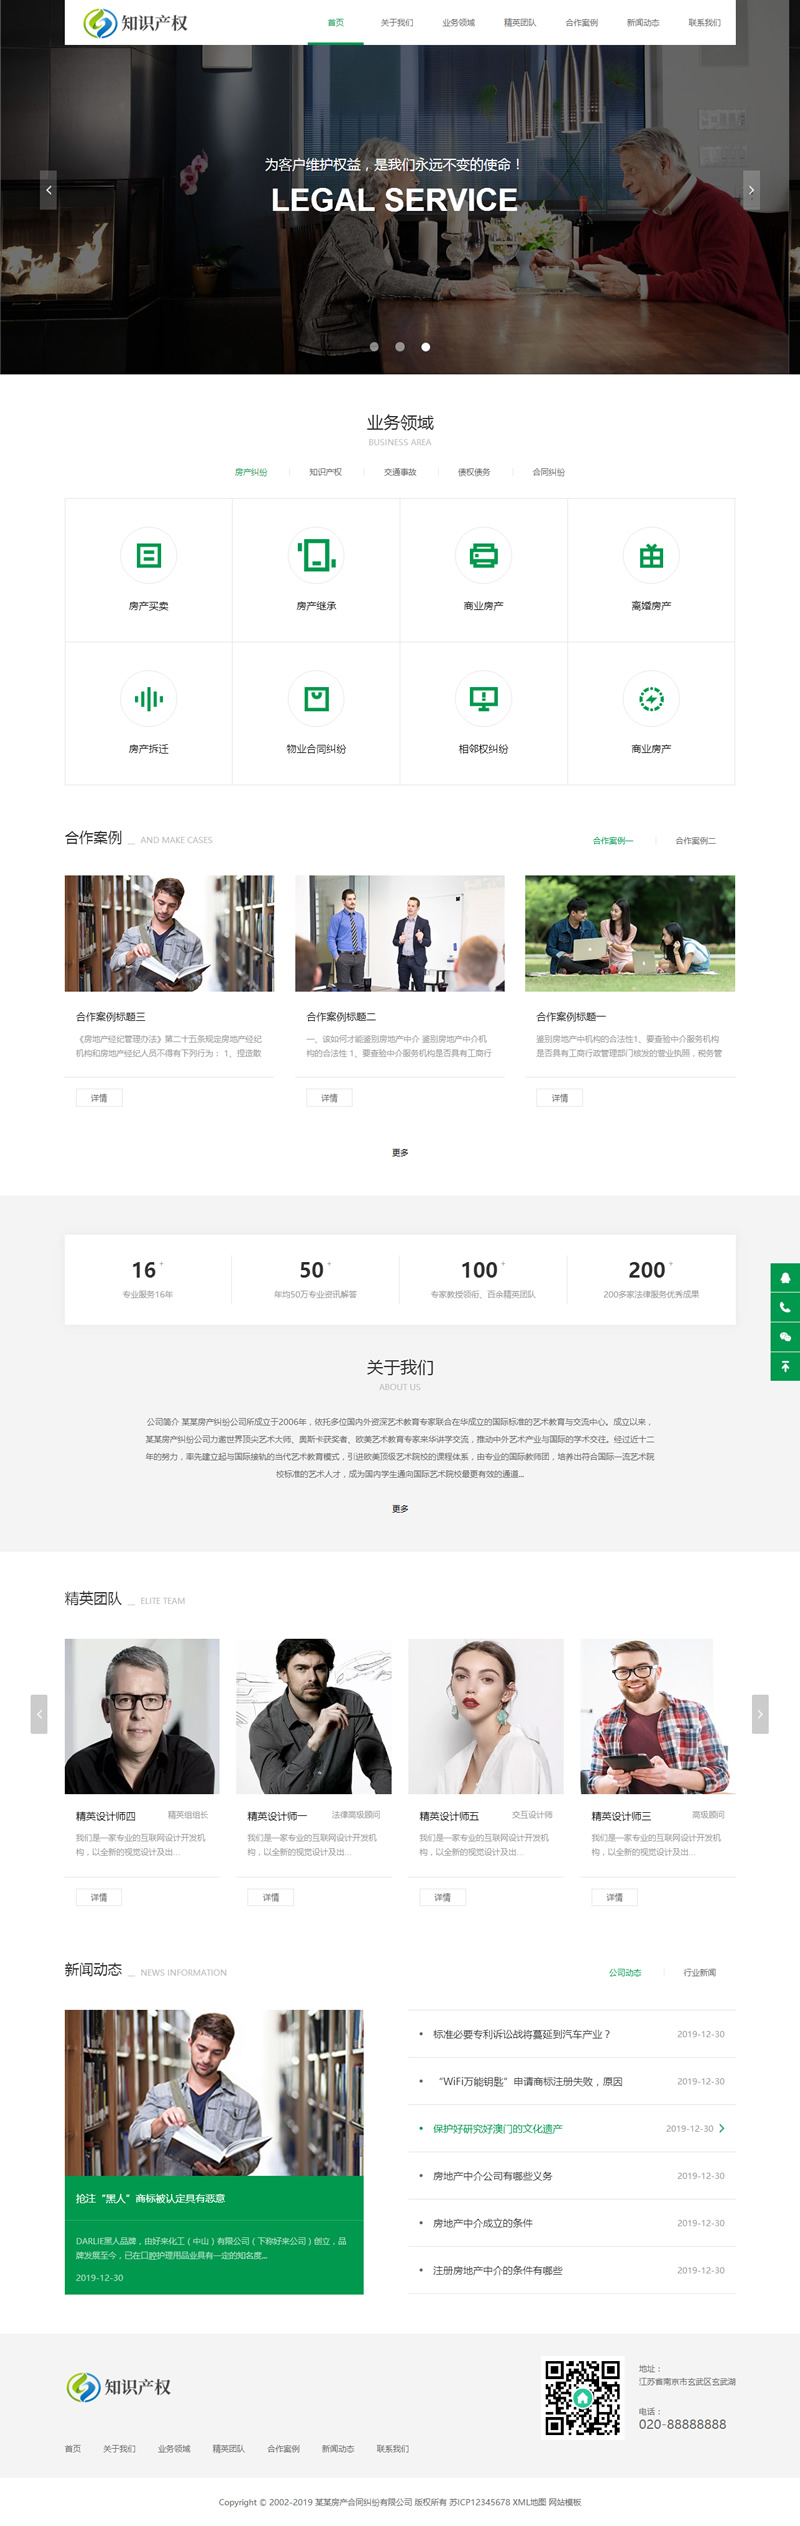 知识产权
首页 关于我们 业务领域 精英团队 合作案例 新闻动态 联系我们
为客户维护权益，是我们永远不变的使命！
LEGAL SERVICE
业务领域
BUSINESS AREA
房产纠纷 知识产权 交通事故 债权债务 合同纠纷
房产买卖 房产继承 商业房产 离婚房产
房产拆迁 物业合同纠纷 相邻权纠纷 商业房产
合作案例 __ AND MAKE CASES
合作案例一 合作案例二
合作案例标题三
《房地产经纪管理办法》第二十五条规定房地产经纪
机构和房地产经纪人员不得有下列行为： 1、捏造散
详情
合作案例标题二
一、该如何才能鉴别房地产中介 鉴别房地产中介机
构的合法性 1、要查验中介服务机构是否具有工商行
详情
合作案例标题一
鉴别房地产中机构的合法性1、要查验中介服务机构
是否具有工商行政管理部门核发的营业执照，税务管
详情
更多
16 +
专业服务16年
50 +
年均50万专业资讯解答
100 +
专家教授领衔、百余精英团队
200 +
200多家法律服务优秀成果
关于我们
ABOUT US
公司简介 某某房产纠纷公司所成立于2006年，依托多位国内外资深艺术教育专家联合在华成立的国际标准的艺术教育与交流中心。成立以来，
某某房产纠纷公司力邀世界顶尖艺术大师、奥斯卡获奖者、欧美艺术教育专家来华讲学交流，推动中外艺术产业与国际的学术交往。经过近十二
年的努力，率先建立起与国际接轨的当代艺术教育模式，引进欧美顶级艺术院校的课程体系，由专业的国际教师团，培养出符合国际一流艺术院
校标准的艺术人才，成为国内学生通向国际艺术院校最更有效的通道...
更多
精英团队 __ ELITE TEAM
精英设计师四 精英组组长
我们是一家专业的互联网设计开发机
构，以全新的视觉设计及出...
详情
精英设计师一 法律高级顾问
我们是一家专业的互联网设计开发机
构，以全新的视觉设计及出...
详情
精英设计师五 交互设计师
我们是一家专业的互联网设计开发机
构，以全新的视觉设计及出...
详情
精英设计师三 高级顾问
我们是一家专业的互联网设计开发机
构，以全新的视觉设计及出...
详情
新闻动态 __ NEWS INFORMATION
公司动态 行业新闻
抢注“黑人”商标被认定具有恶意
DARLIE黑人品牌，由好来化工（中山）有限公司（下称好来公司）创立，品
牌发展至今，已在口腔护理用品业具有一定的知名度...
2019-12-30
标准必要专利诉讼战将蔓延到汽车产业？ 2019-12-30
“WiFi万能钥匙”申请商标注册失败，原因 2019-12-30
保护好研究好澳门的文化遗产 2019-12-30
房地产中介公司有哪些义务 2019-12-30
房地产中介成立的条件 2019-12-30
注册房地产中介的条件有哪些 2019-12-30
知识产权
地址：
江苏省南京市玄武区玄武湖
电话：
020-88888888
首页 关于我们 业务领域 精英团队 合作案例 新闻动态 联系我们
Copyright © 2002-2019 某某房产合同纠纷有限公司 版权所有 苏ICP12345678 XML地图 网站模板